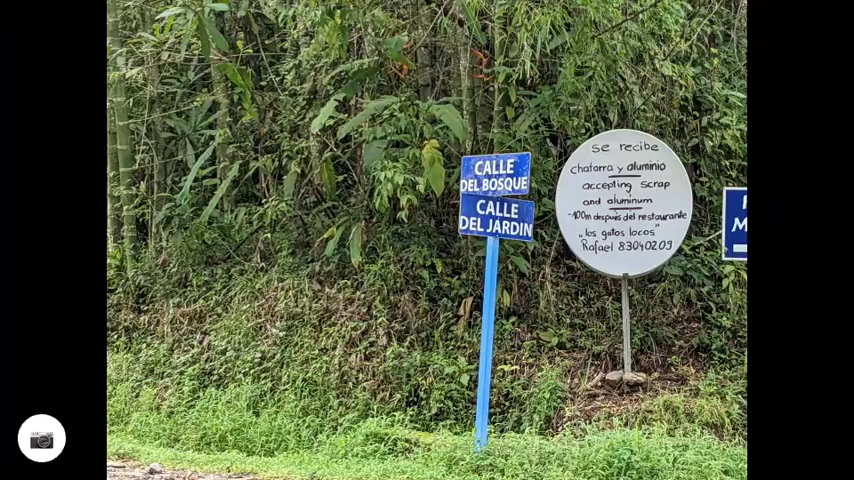 CALLE
DEL BOSQUE
CALLE
DEL JARDIN
se recibe
chatarra y aluminio
accepting scrap
and aluminum
~100m después del restaurante
"los gatos locos"
Rafael 83040209